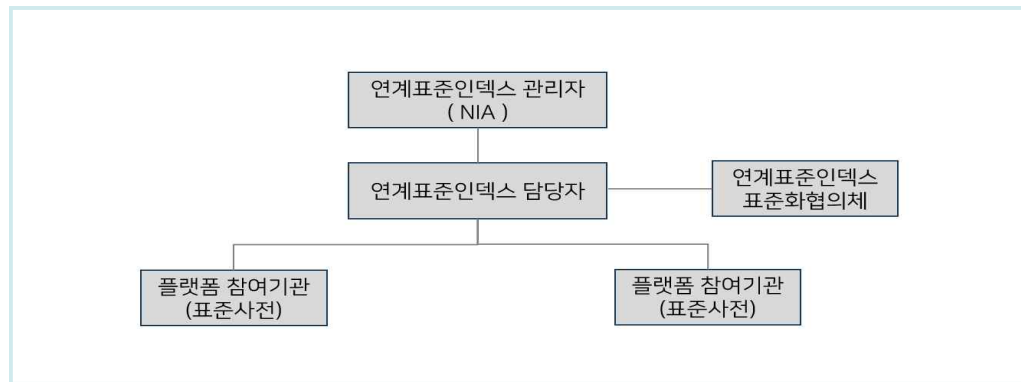 연계표준인덱스 관리자
( NIA )
연계표준인덱스 담당자
연계표준인덱스
표준화협의체
플랫폼 참여기관
(표준사전)
플랫폼 참여기관
(표준사전)